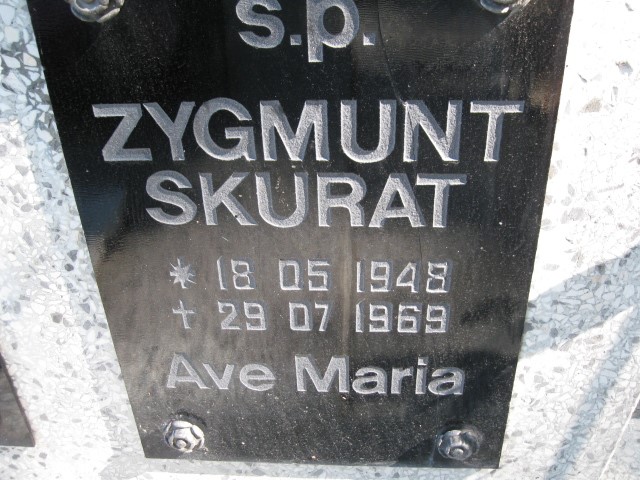 ś.p.
ZYGMUNT
SKURAT
* 18 05 1948
† 29 07 1969
Ave Maria